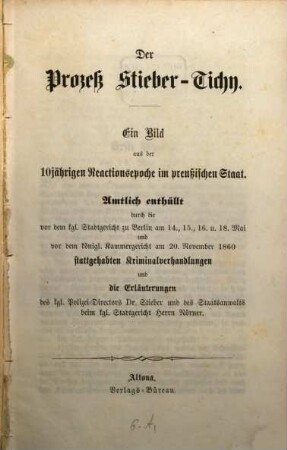 Der
Prozeß Stieber-Tichy.
Ein Bild
aus der
10jährigen Reactionsepoche im preußischen Staat.
Amtlich enthüllt
durch die
vor dem kgl. Stadtgericht zu Berlin am 14., 15., 16. u. 18. Mai
und
vor dem königl. Kammergericht am 20. November 1860
stattgehabten Kriminalverhandlungen
und
die Erläuterungen
des kgl. Polizei-Directors Dr. Stieber und des Staatsanwalts
beim kgl. Stadtgericht Herrn Nörner.
Altona,
Verlags-Büreau.